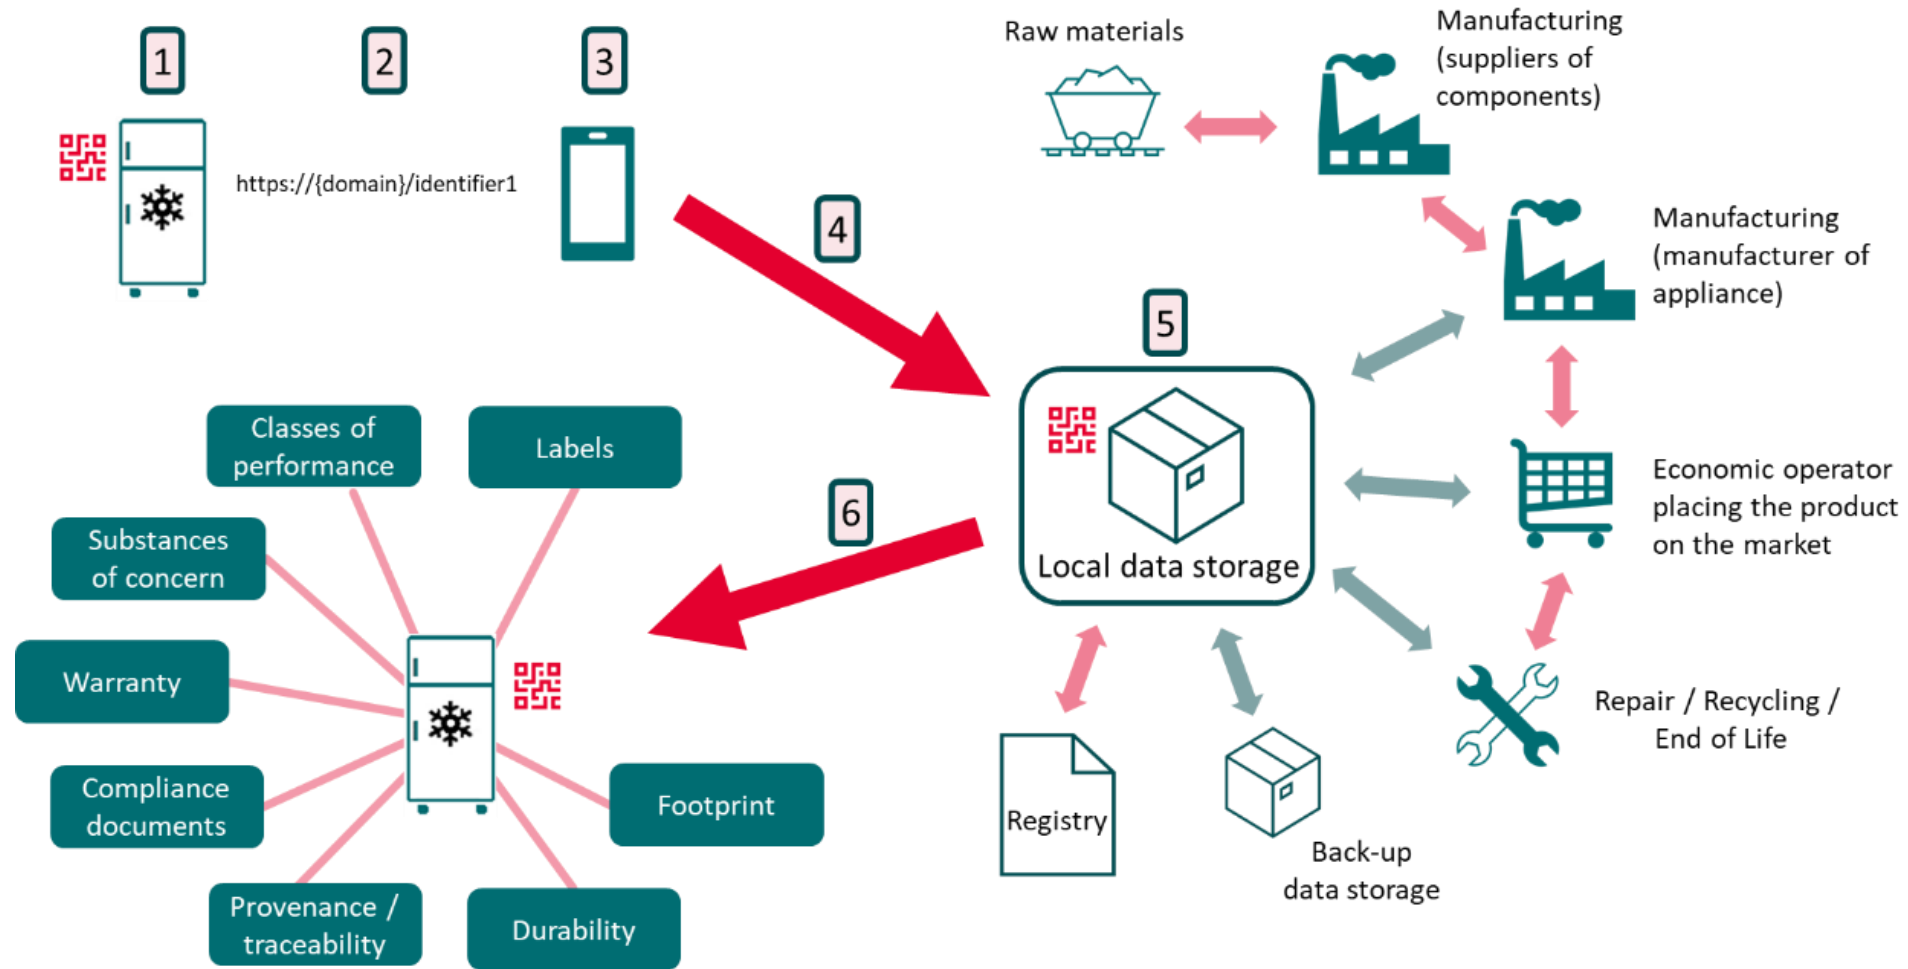 1
2
3
https://{domain}/identifier1
4
Raw materials
Manufacturing
(suppliers of
components)
Manufacturing
(manufacturer of
appliance)
5
Local data storage
Economic operator
placing the product
on the market
Repair / Recycling /
End of Life
Registry
Back-up
data storage
6
Classes of
performance
Labels
Substances
of concern
Warranty
Compliance
documents
Provenance /
traceability
Durability
Footprint